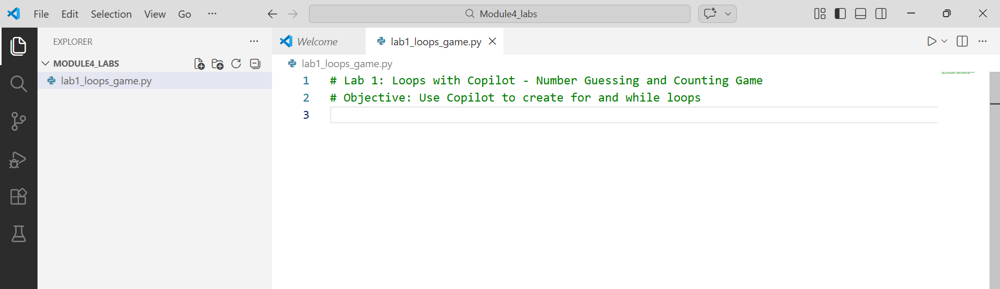 File Edit Selection View Go ···
Module4_labs
EXPLORER ···
Welcome
lab1_loops_game.py
MODULE4_LABS
lab1_loops_game.py
lab1_loops_game.py
1 # Lab 1: Loops with Copilot - Number Guessing and Counting Game
2 # Objective: Use Copilot to create for and while loops
3